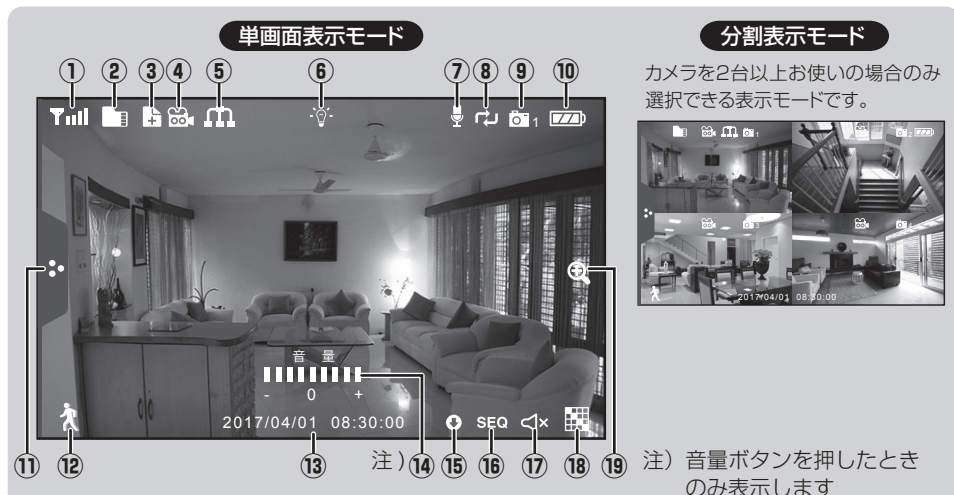 単画面表示モード
① ② ③ ④ ⑤ ⑥ ⑦ ⑧ ⑨ ⑩
1
⑪
⑲
音 量
- 0 +
2017/04/01 08:30:00
SEQ
⑫ ⑬ 注) ⑭ ⑮ ⑯ ⑰ ⑱
分割表示モード
カメラを2台以上お使いの場合のみ
選択できる表示モードです。
1
2
3
2017/04/01 08:30:00
注) 音量ボタンを押したとき
のみ表示します